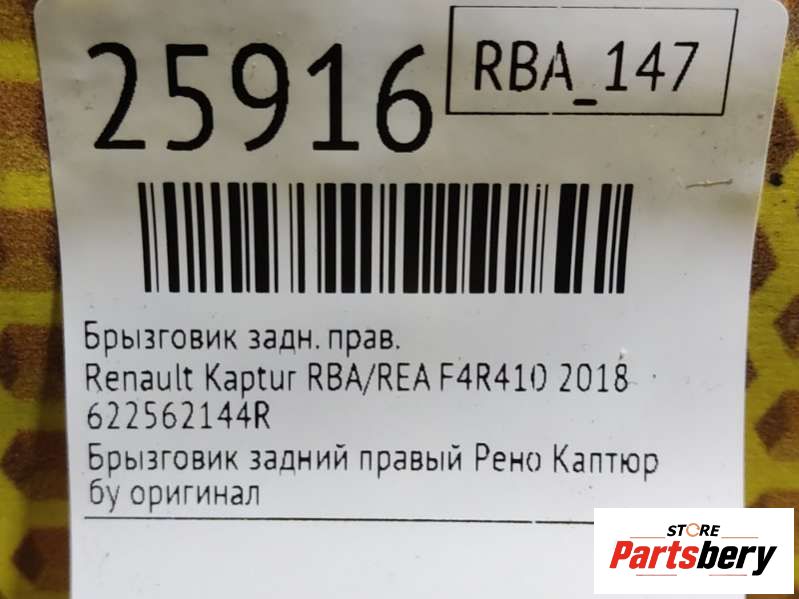 25916
RBA_147
Брызговик задн. прав.
Renault Kaptur RBA/REA F4R410 2018
622562144R
Брызговик задний правый Рено Каптюр
бу оригинал
STORE
Partsbery